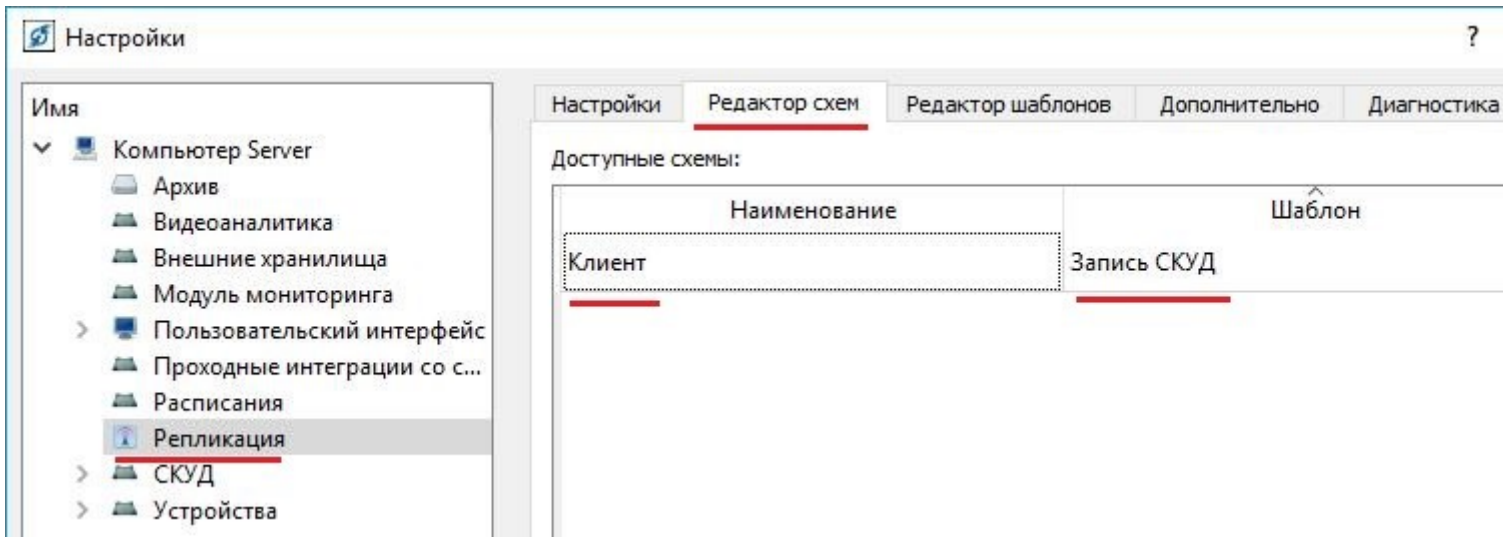 Настройки
?
Имя
Компьютер Server
Архив
Видеоаналитика
Внешние хранилища
Модуль мониторинга
Пользовательский интерфейс
Проходные интеграции со с...
Расписания
Репликация
СКУД
Устройства
Настройки Редактор схем Редактор шаблонов Дополнительно Диагностика
Доступные схемы:
Наименование Шаблон
Клиент Запись СКУД